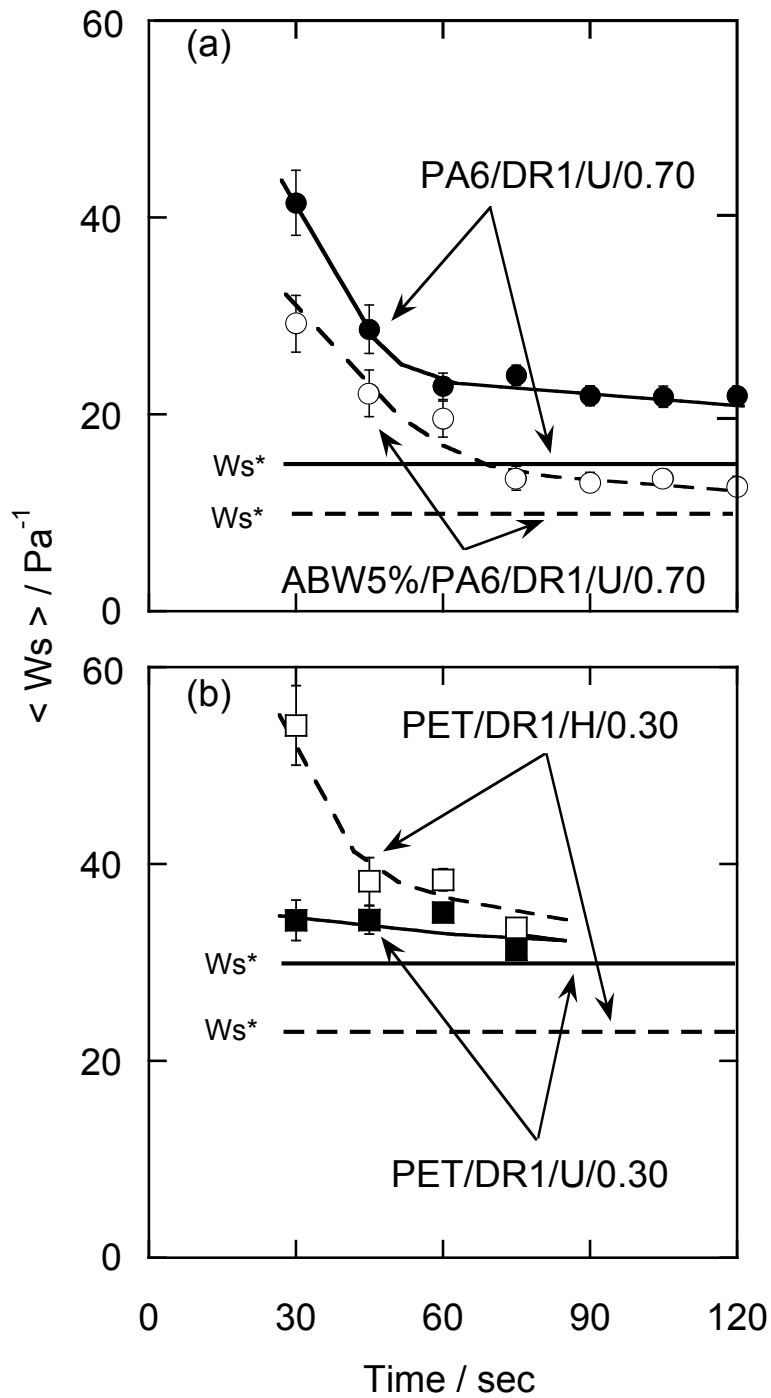 60
(a)
PA6/DR1/U/0.70
40
20
Ws*
Ws*
ABW5%/PA6/DR1/U/0.70
0
< Ws > / Pa⁻¹
60
(b)
PET/DR1/H/0.30
40
Ws*
Ws*
20
PET/DR1/U/0.30
0
0 30 60 90 120
Time / sec